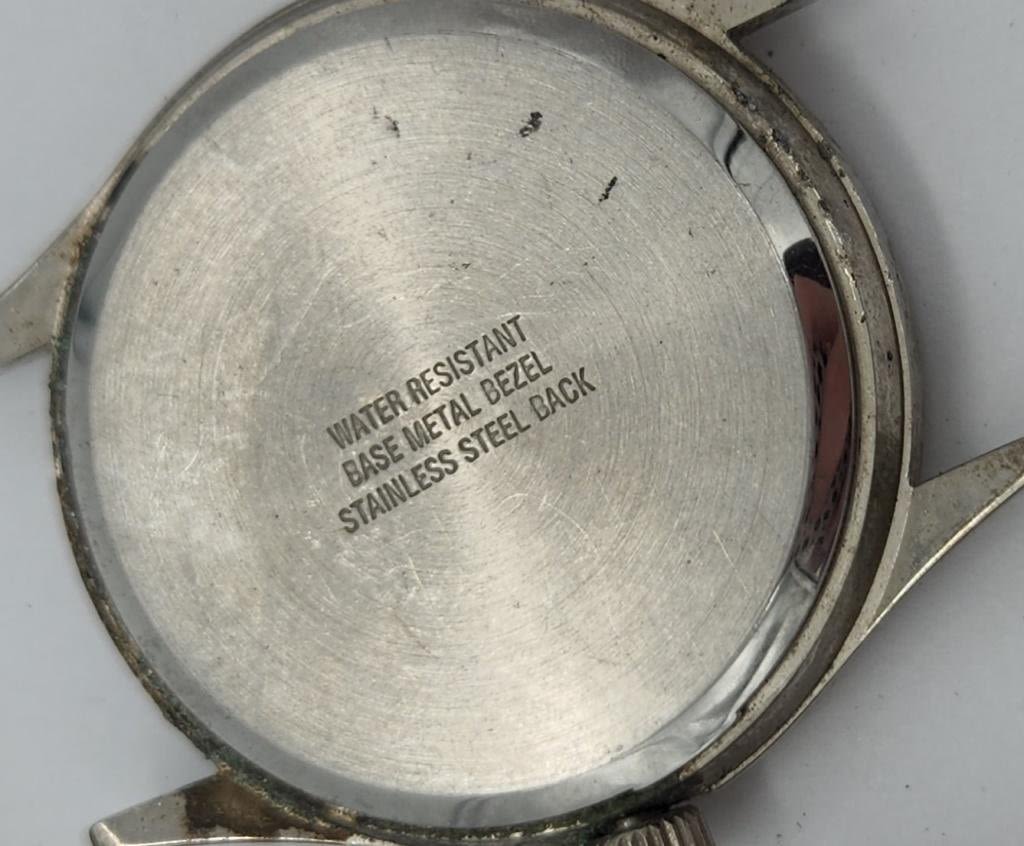 WATER RESISTANT
BASE METAL BEZEL
STAINLESS STEEL BACK